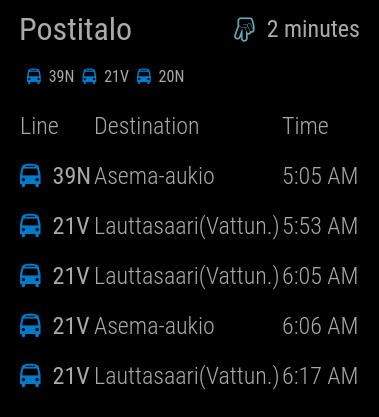 Postitalo 2 minutes
39N 21V 20N
Line Destination Time
39N Asema-aukio 5:05 AM
21V Lauttasaari(Vattun.) 5:53 AM
21V Lauttasaari(Vattun.) 6:05 AM
21V Asema-aukio 6:06 AM
21V Lauttasaari(Vattun.) 6:17 AM